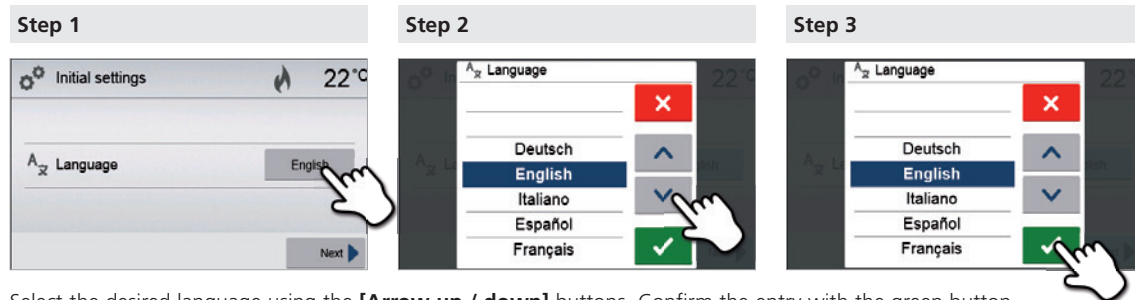 Step 1
Step 2
Step 3
Initial settings
22°C
Language
English
Next
Language
Deutsch
English
Italiano
Español
Français
22°C
Language
Deutsch
English
Italiano
Español
Français
22°
Select the desired language using the [Arrow up / down] buttons. Confirm the entry with the green button